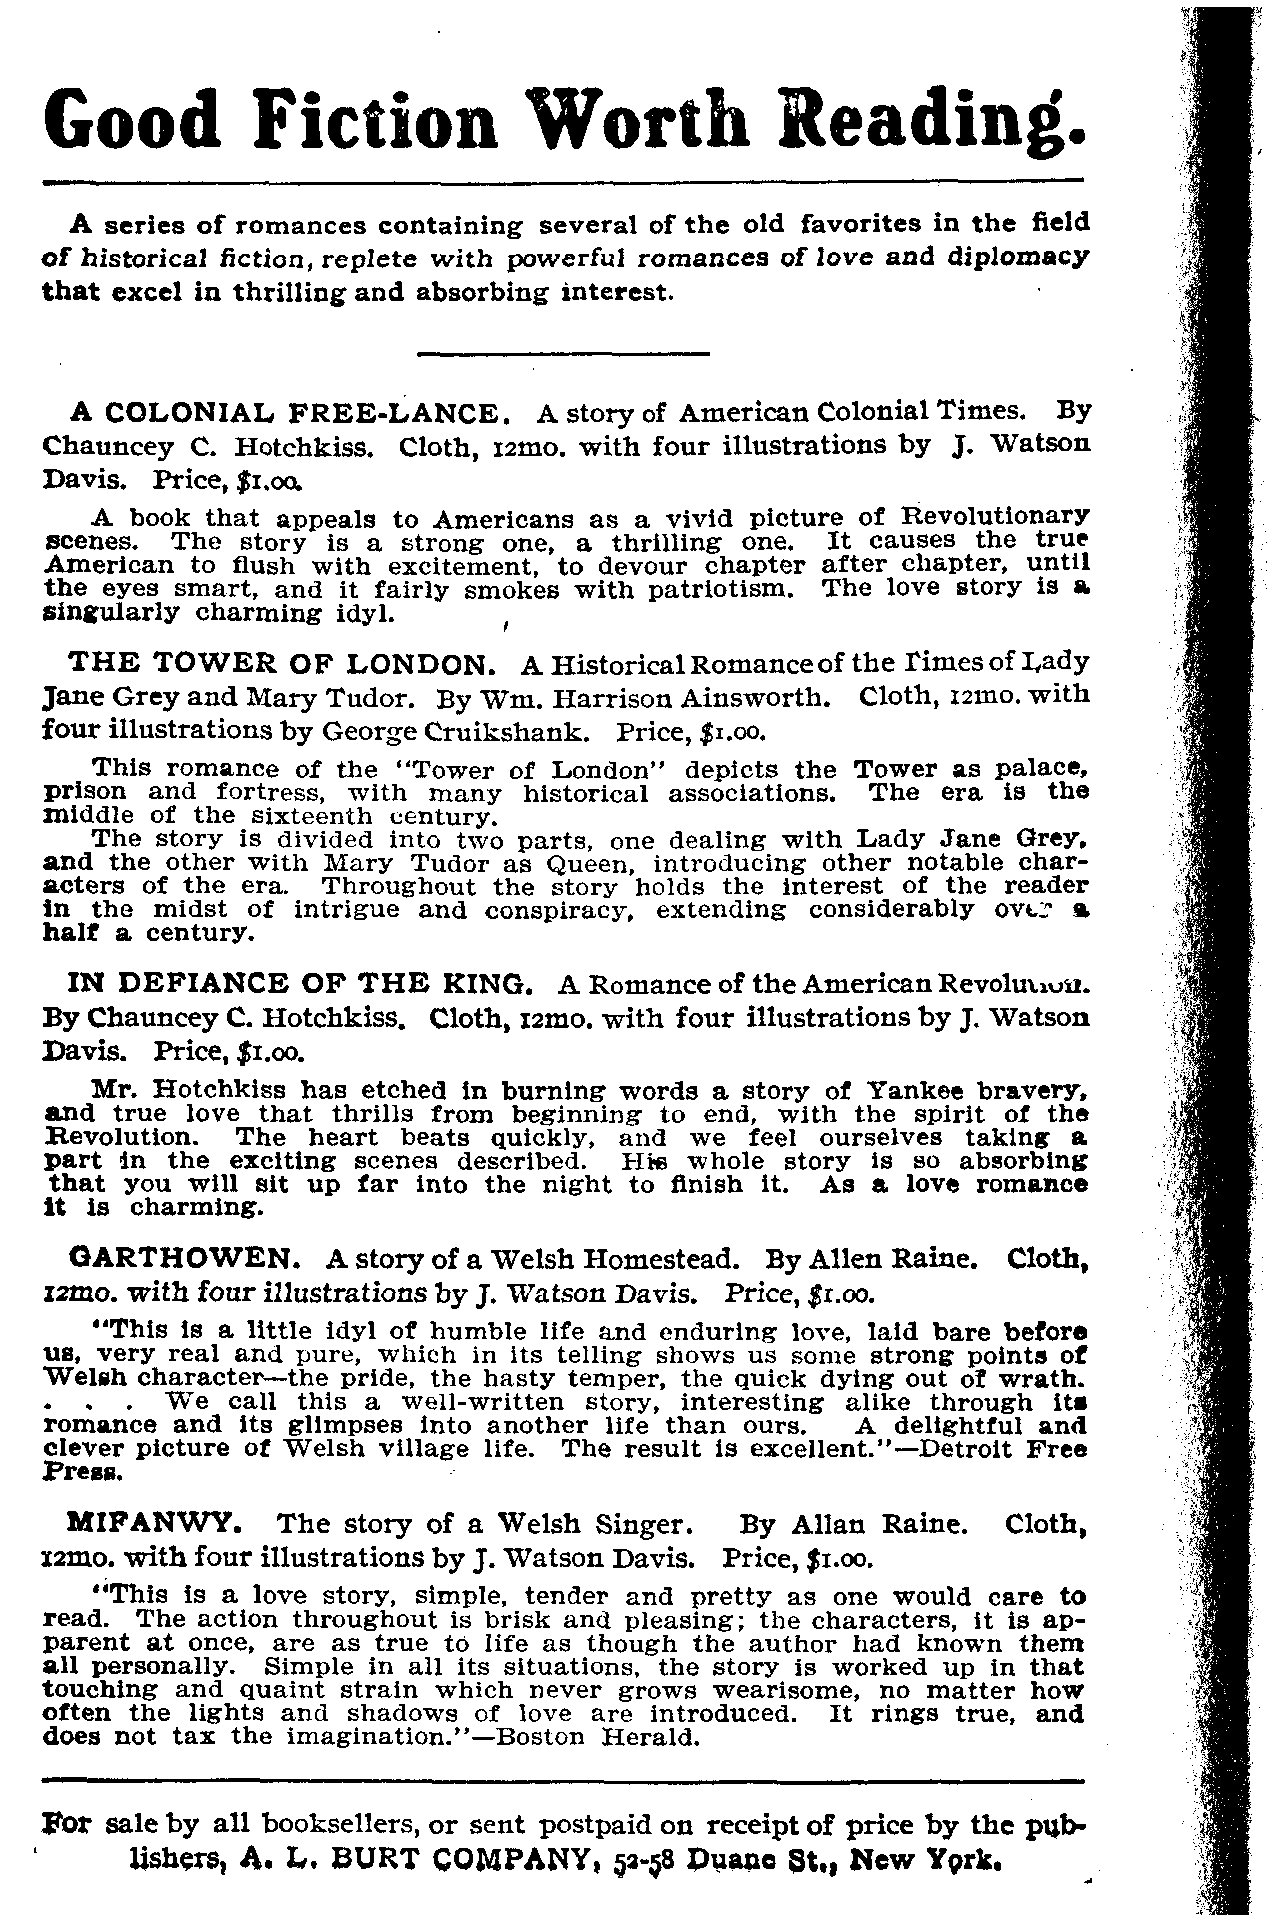 Good Fiction Worth Reading.
A series of romances containing several of the old favorites in the field
of historical fiction, replete with powerful romances of love and diplomacy
that excel in thrilling and absorbing interest.
A COLONIAL FREE-LANCE. A story of American Colonial Times. By
Chauncey C. Hotchkiss. Cloth, 12mo. with four illustrations by J. Watson
Davis. Price, $1.00.
A book that appeals to Americans as a vivid picture of Revolutionary
scenes. The story is a strong one, a thrilling one. It causes the true
American to flush with excitement, to devour chapter after chapter, until
the eyes smart, and it fairly smokes with patriotism. The love story is a
singularly charming idyl.
THE TOWER OF LONDON. A Historical Romance of the Times of Lady
Jane Grey and Mary Tudor. By Wm. Harrison Ainsworth. Cloth, 12mo. with
four illustrations by George Cruikshank. Price, $1.00.
This romance of the "Tower of London" depicts the Tower as palace,
prison and fortress, with many historical associations. The era is the
middle of the sixteenth century.
The story is divided into two parts, one dealing with Lady Jane Grey,
and the other with Mary Tudor as Queen, introducing other notable char-
acters of the era. Throughout the story holds the interest of the reader
in the midst of intrigue and conspiracy, extending considerably over a
half a century.
IN DEFIANCE OF THE KING. A Romance of the American Revolution.
By Chauncey C. Hotchkiss. Cloth, 12mo. with four illustrations by J. Watson
Davis. Price, $1.00.
Mr. Hotchkiss has etched in burning words a story of Yankee bravery,
and true love that thrills from beginning to end, with the spirit of the
Revolution. The heart beats quickly, and we feel ourselves taking a
part in the exciting scenes described. His whole story is so absorbing
that you will sit up far into the night to finish it. As a love romance
it is charming.
GARTHOWEN. A story of a Welsh Homestead. By Allen Raine. Cloth,
12mo. with four illustrations by J. Watson Davis. Price, $1.00.
"This is a little idyl of humble life and enduring love, laid bare before
us, very real and pure, which in its telling shows us some strong points of
Welsh character—the pride, the hasty temper, the quick dying out of wrath.
. . . We call this a well-written story, interesting alike through its
romance and its glimpses into another life than ours. A delightful and
clever picture of Welsh village life. The result is excellent."—Detroit Free
Press.
MIFANWY. The story of a Welsh Singer. By Allan Raine. Cloth,
12mo. with four illustrations by J. Watson Davis. Price, $1.00.
"This is a love story, simple, tender and pretty as one would care to
read. The action throughout is brisk and pleasing; the characters, it is ap-
parent at once, are as true to life as though the author had known them
all personally. Simple in all its situations, the story is worked up in that
touching and quaint strain which never grows wearisome, no matter how
often the lights and shadows of love are introduced. It rings true, and
does not tax the imagination."—Boston Herald.
For sale by all booksellers, or sent postpaid on receipt of price by the pub-
lishers, A. L. BURT COMPANY, 52-58 Duane St., New York.